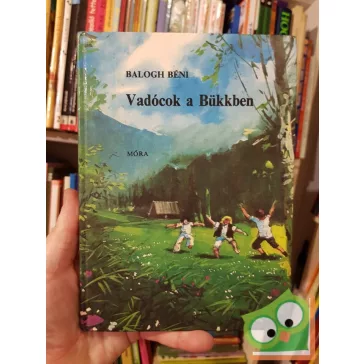 BALOGH BÉNI
Vadócok a Bükkben
MÓRA